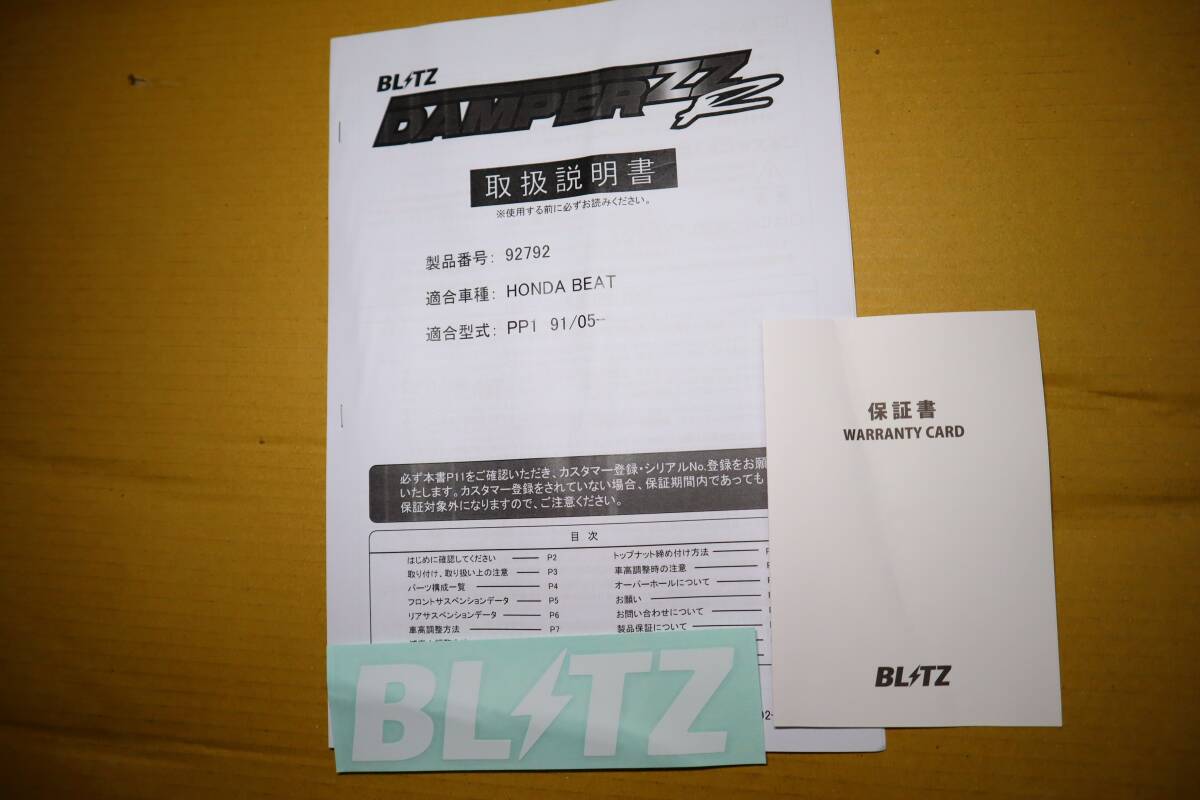 BLITZ
DAMPER ZZR
取扱説明書
※使用する前に必ずお読みください。
製品番号: 92792
適合車種: HONDA BEAT
適合型式: PP1 91/05-
必ず本書P11をご確認いただき、カスタマー登録・シリアルNo.登録をお願
いたします。カスタマー登録をされていない場合、保証期間内であっても
保証対象外になりますので、ご注意ください。
目次
はじめに確認してください P2
取り付け、取り扱い上の注意 P3
パーツ構成一覧 P4
フロントサスペンションデータ P5
リアサスペンションデータ P6
車高調整方法 P7
トップナット締め付け方法
車高調整時の注意
オーバーホールについて
お願い
お問い合わせについて
製品保証について
保証書
WARRANTY CARD
BLITZ
BLITZ